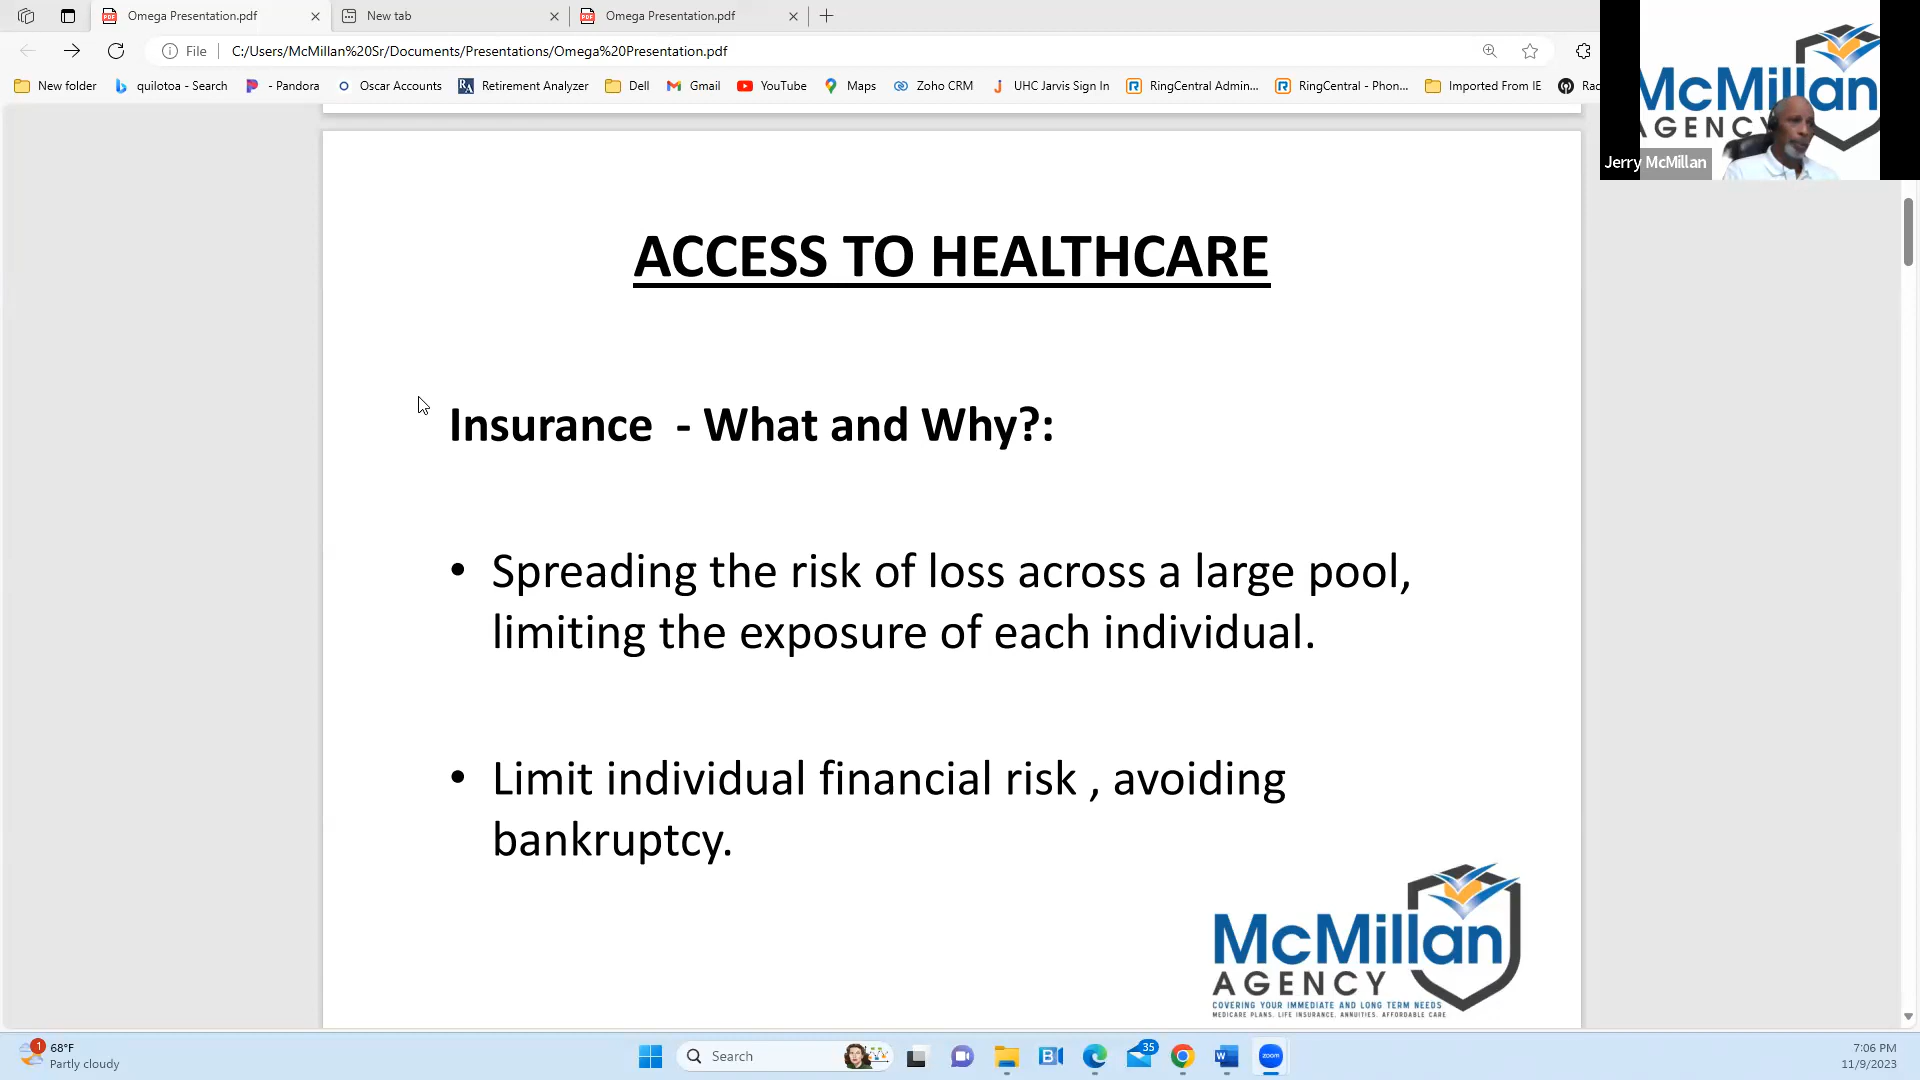 Omega Presentation.pdf
New tab
Omega Presentation.pdf
File
C:/Users/McMillan%20Sr/Documents/Presentations/Omega%20Presentation.pdf
New folder
quilotoa - Search
- Pandora
Oscar Accounts
RA
Retirement Analyzer
Dell
Gmail
YouTube
Maps
Zoho CRM
UHC Jarvis Sign In
RingCentral Admin...
RingCentral - Phon...
Imported From IE
Rac
McMillan
AGENCY
Jerry McMillan
ACCESS TO HEALTHCARE
Insurance - What and Why?:
• Spreading the risk of loss across a large pool,
limiting the exposure of each individual.
• Limit individual financial risk , avoiding
bankruptcy.
McMillan
AGENCY
COVERING YOUR IMMEDIATE AND LONG TERM NEEDS
MEDICARE PLANS. LIFE INSURANCE. ANNUITIES. AFFORDABLE CARE
1
68°F
Partly cloudy
Search
35
zoom
7:06 PM
11/9/2023